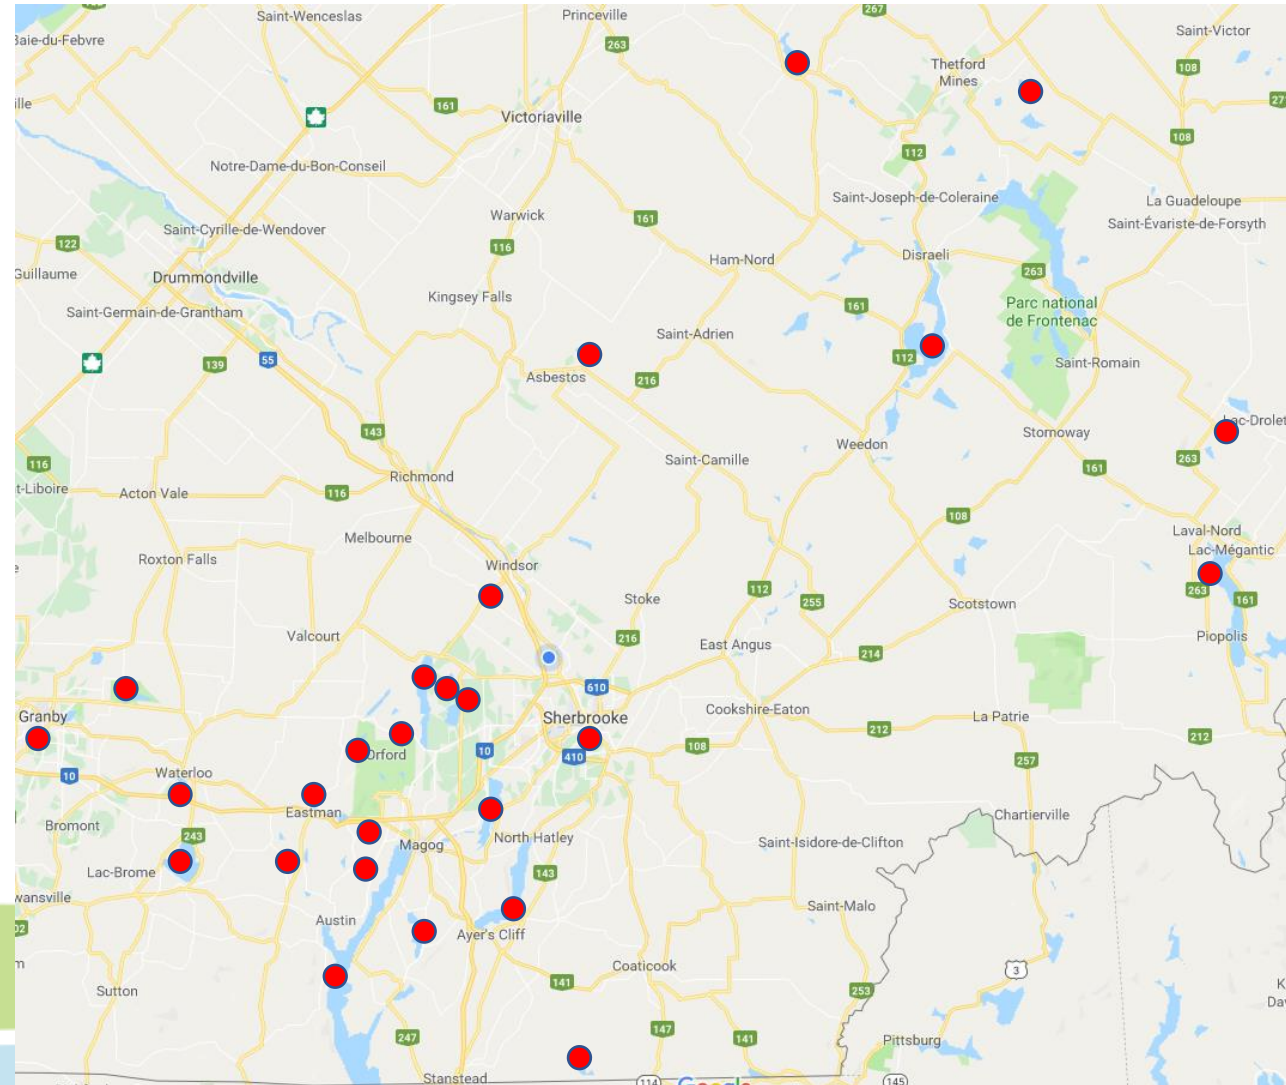 Saint-Wenceslas
Princeville
267
Saint-Victor
Baie-du-Febvre
263
Thetford
Mines
108
ille
161
271
Victoriaville
108
112
Notre-Dame-du-Bon-Conseil
Saint-Joseph-de-Coleraine
La Guadeloupe
Warwick
161
Saint-Évariste-de-Forsyth
Saint-Cyrille-de-Wendover
122
116
Disraeli
Ham-Nord
263
Guillaume
Drummondville
Kingsey Falls
161
Parc national
de Frontenac
Saint-Germain-de-Grantham
Saint-Adrien
139
55
112
Saint-Romain
Asbestos
216
Lac-Drolet
143
Stornoway
Weedon
116
Saint-Camille
263
161
Richmond
t-Liboire
Acton Vale
116
108
Laval-Nord
Melbourne
Lac-Mégantic
Roxton Falls
Windsor
112
263
161
Stoke
255
Scotstown
Valcourt
216
East Angus
Piopolis
214
610
Granby
Sherbrooke
Cookshire-Eaton
La Patrie
212
212
10
108
Orford
410
257
Waterloo
10
Eastman
Chartierville
Bromont
243
North Hatley
Magog
Saint-Isidore-de-Clifton
Lac-Brome
143
wansville
Saint-Malo
Austin
02
Ayer's Cliff
m
Coaticook
3
141
Sutton
253
K
Dav
247
147
141
Pittsburg
Stanstead
114
Google
145